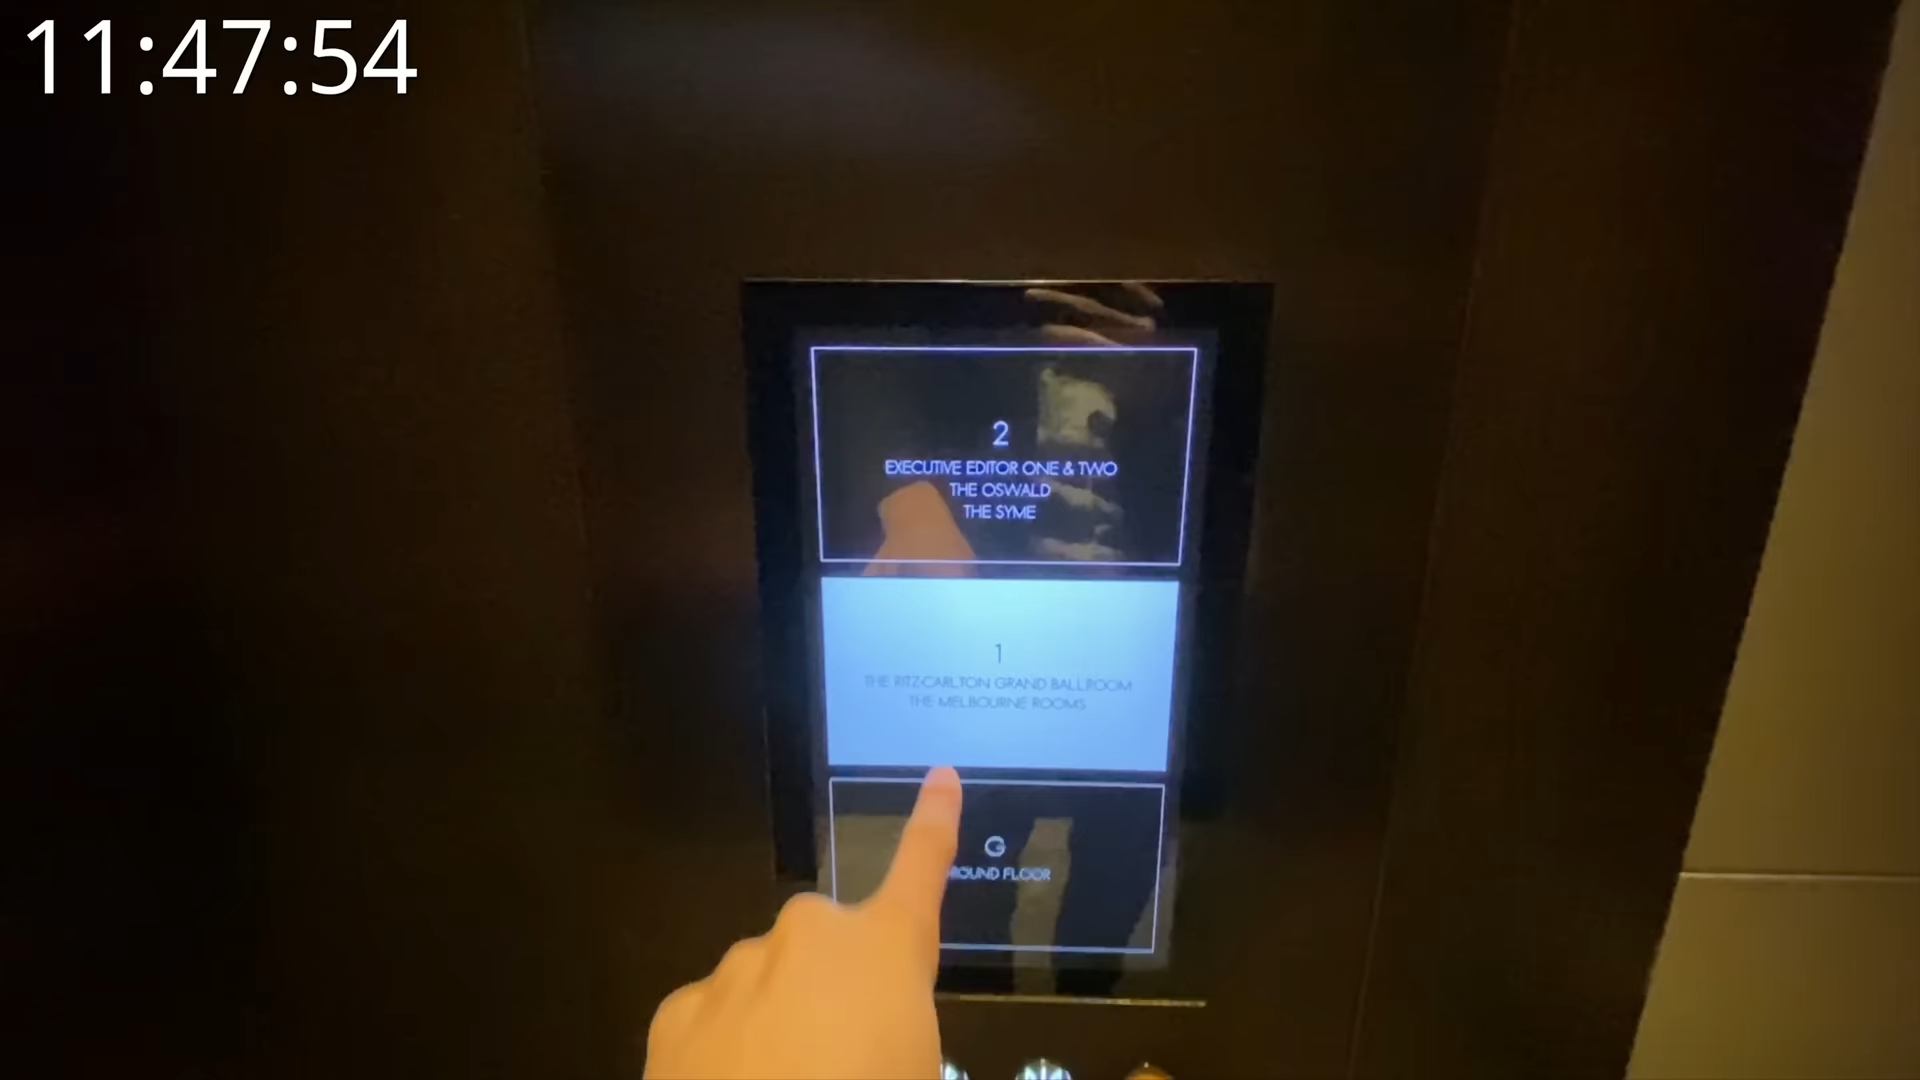 11:47:54
2
EXECUTIVE EDITOR ONE & TWO
THE OSWALD
THE SYME
1
THE RITZ-CARLTON GRAND BALLROOM
THE MELBOURNE ROOMS
G
ROUND FLOOR